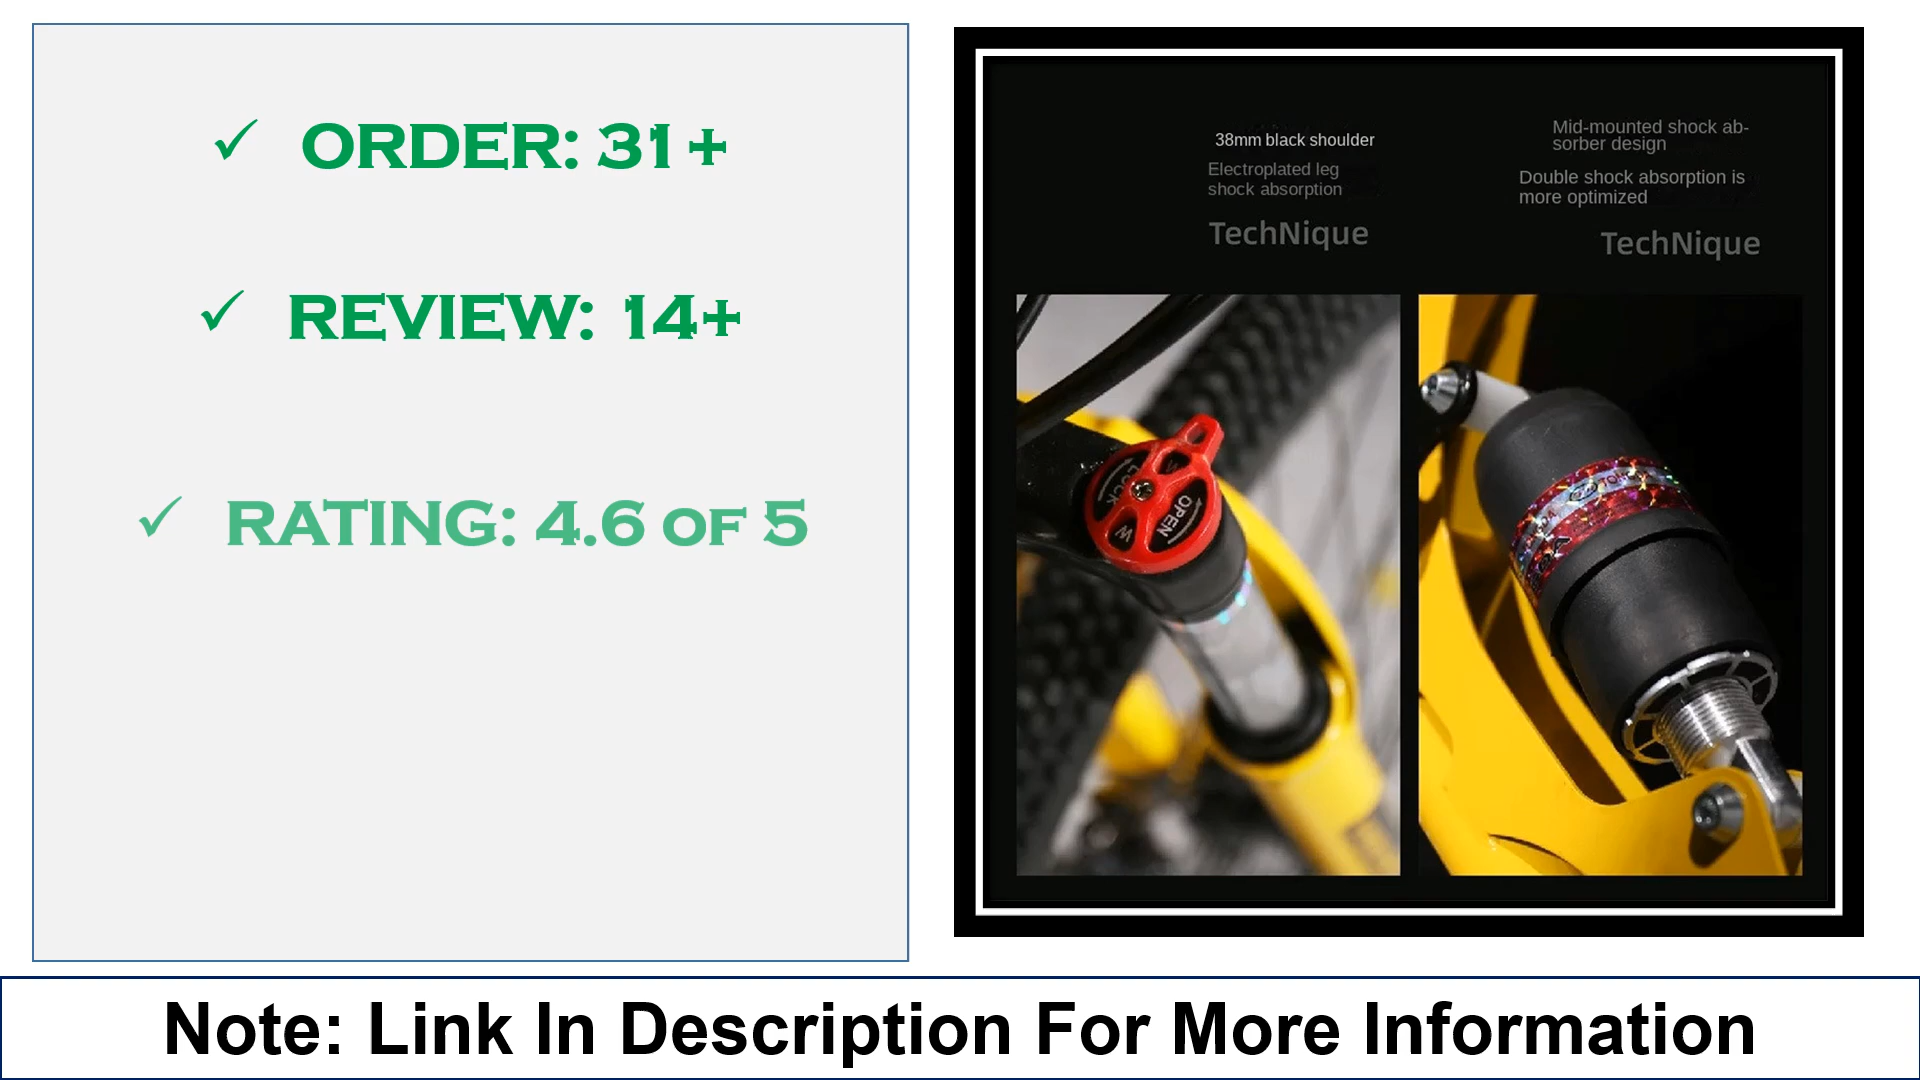 ✓ ORDER: 31+
✓ REVIEW: 14+
✓ RATING: 4.6 OF 5
38mm black shoulder
Electroplated leg
shock absorption
TechNique
Mid-mounted shock ab-
sorber design
Double shock absorption is
more optimized
TechNique
LOCK
OPEN
Note: Link In Description For More Information